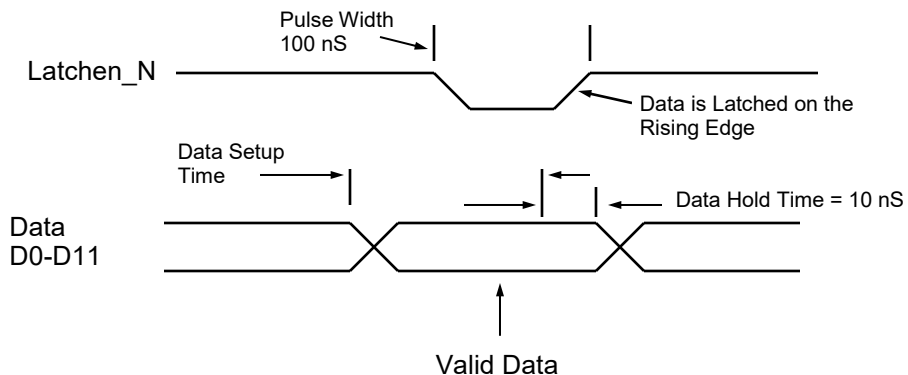 Pulse Width
100 nS
Latchen_N
Data is Latched on the
Rising Edge
Data Setup
Time
Data Hold Time = 10 nS
Data
D0-D11
Valid Data